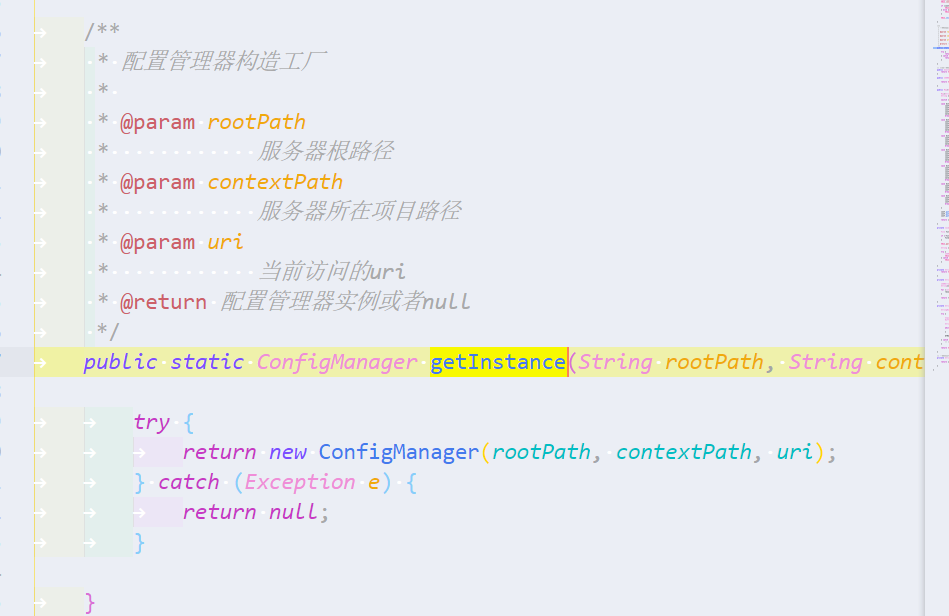 /**
* 配置管理器构造工厂
*
* @param rootPath
* 服务器根路径
* @param contextPath
* 服务器所在项目路径
* @param uri
* 当前访问的uri
* @return 配置管理器实例或者null
*/
public static ConfigManager getInstance(String rootPath, String cont
try {
return new ConfigManager(rootPath, contextPath, uri);
} catch (Exception e) {
return null;
}
}